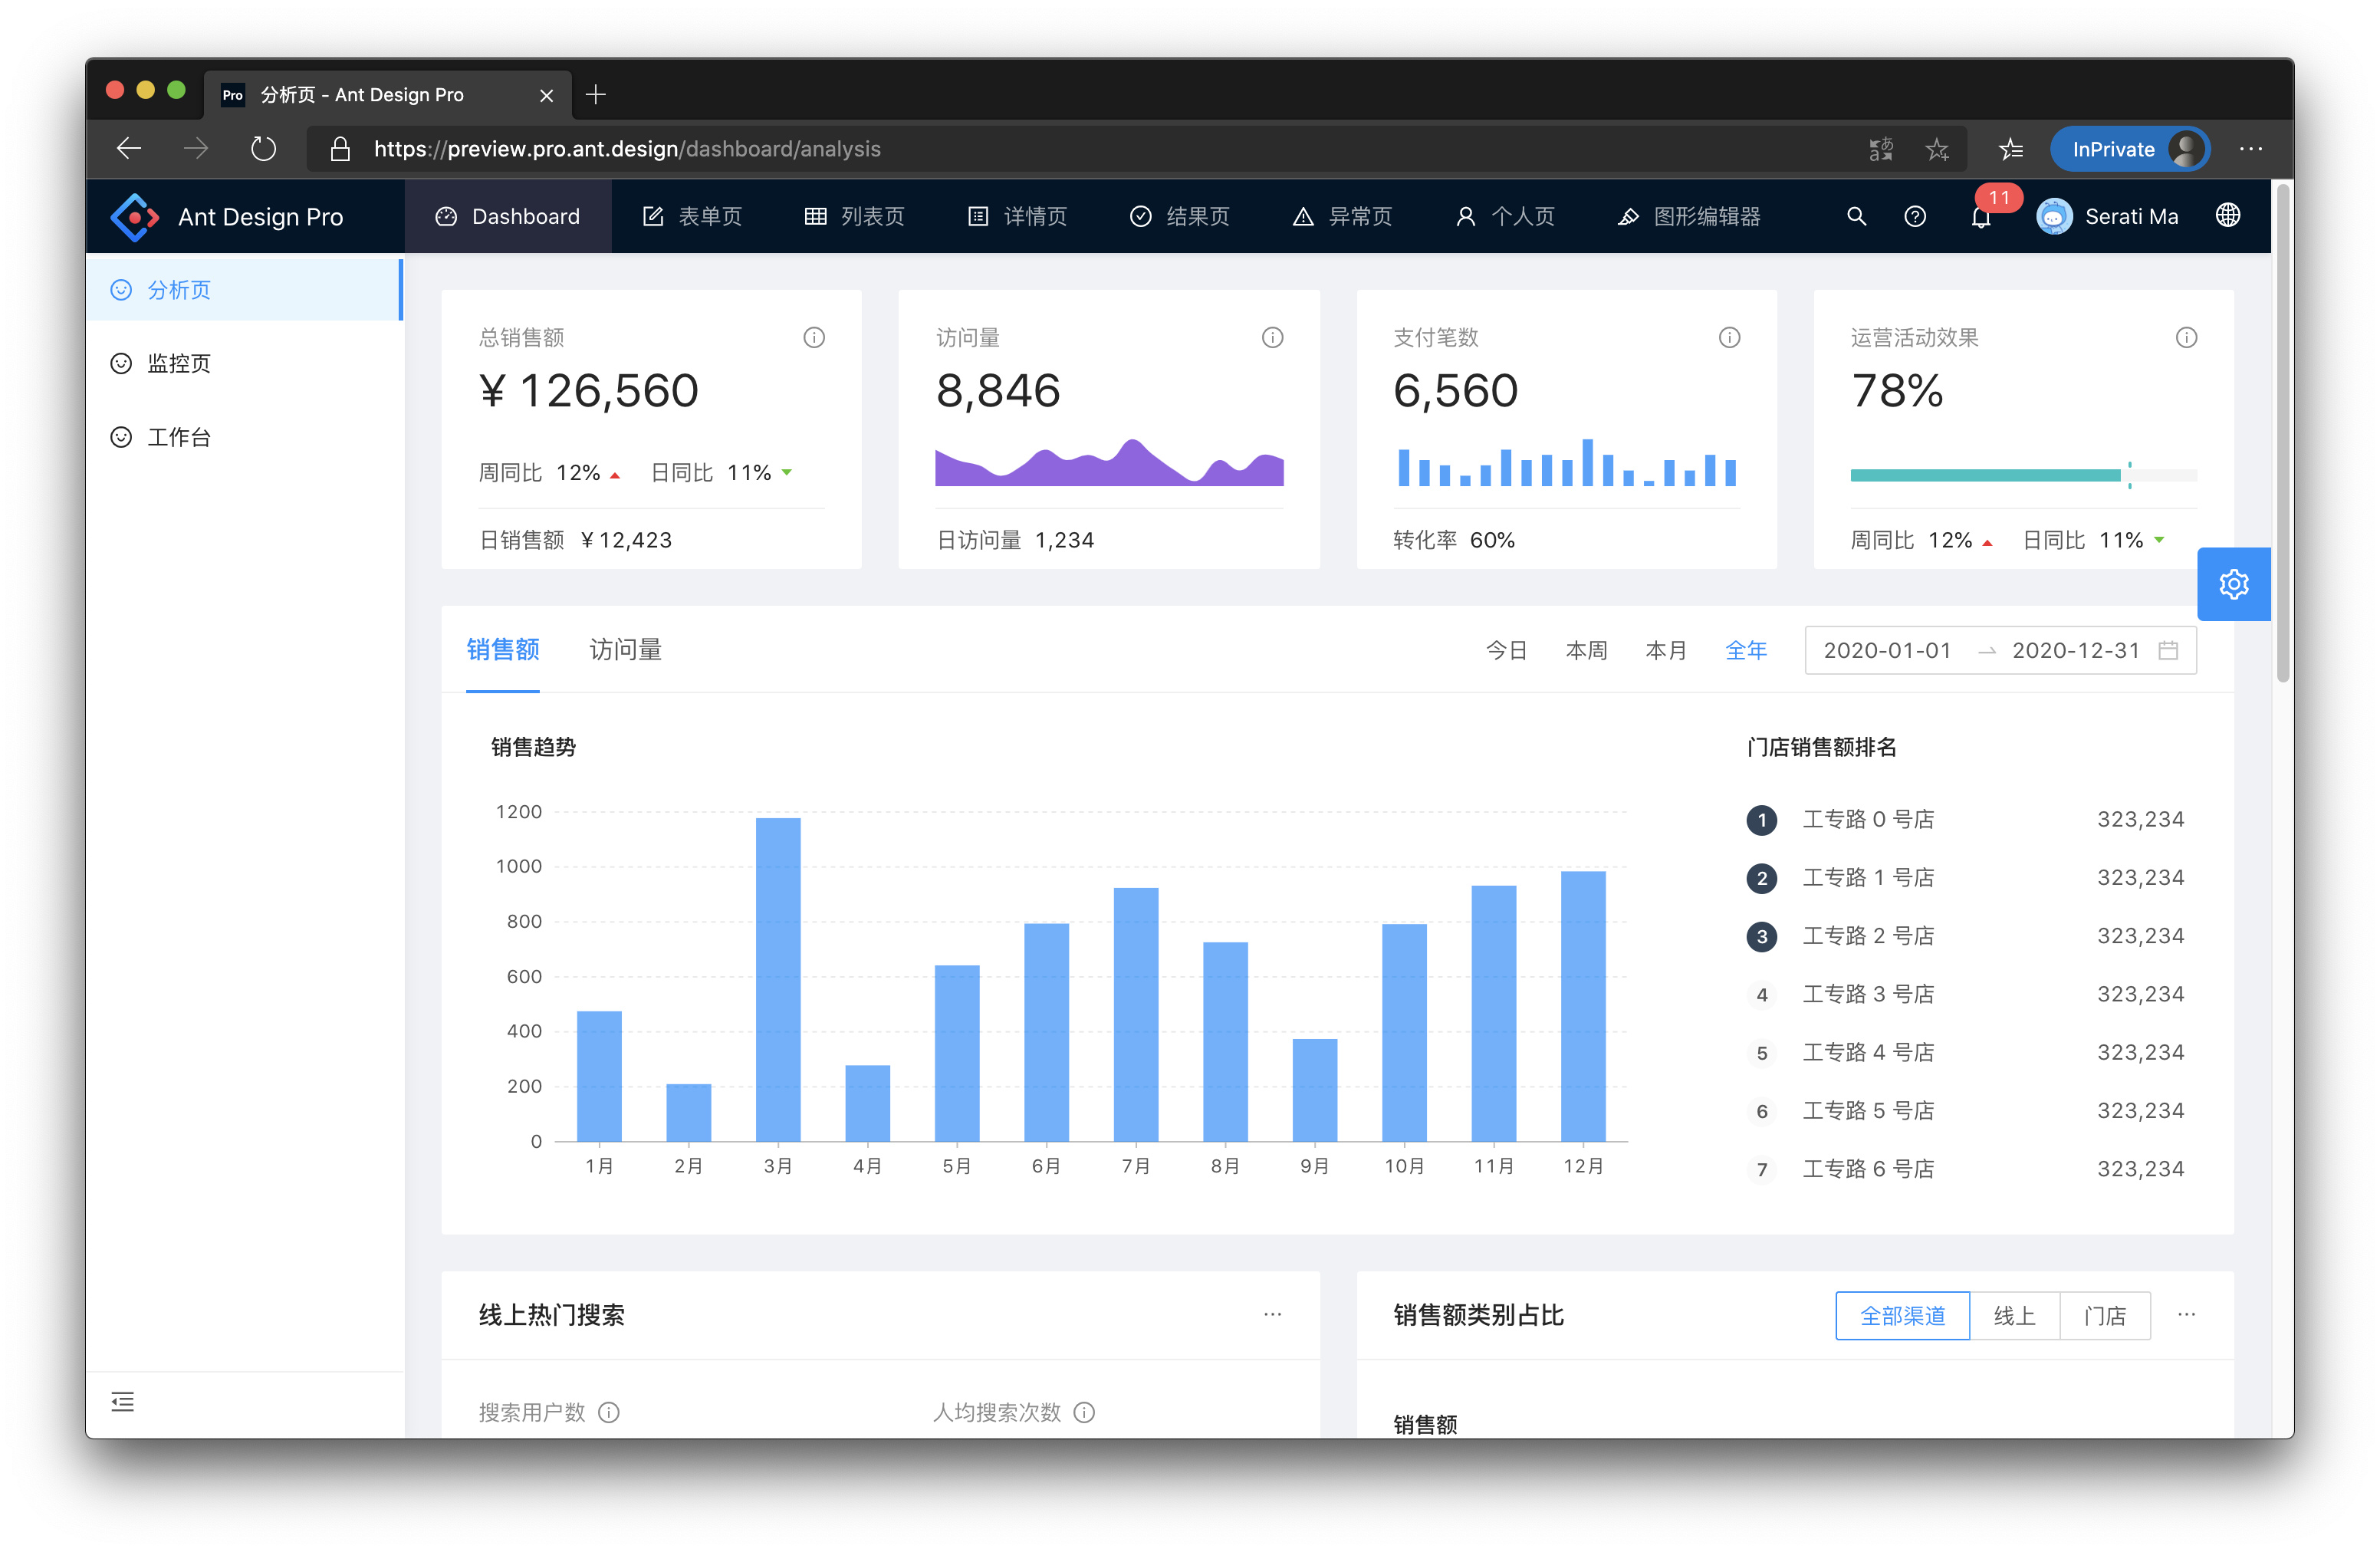 Pro 分析页 - Ant Design Pro
https://preview.pro.ant.design/dashboard/analysis
InPrivate
Ant Design Pro
Dashboard 表单页 列表页 详情页 结果页 异常页 个人页 图形编辑器 11 Serati Ma
分析页
监控页
工作台
总销售额
¥ 126,560
周同比 12% 日同比 11%
日销售额 ¥ 12,423
访问量
8,846
日访问量 1,234
支付笔数
6,560
转化率 60%
运营活动效果
78%
周同比 12% 日同比 11%
销售额 访问量 今日 本周 本月 全年 2020-01-01 → 2020-12-31
销售趋势
1200
1000
800
600
400
200
0
1月 2月 3月 4月 5月 6月 7月 8月 9月 10月 11月 12月
门店销售额排名
1 工专路 0 号店 323,234
2 工专路 1 号店 323,234
3 工专路 2 号店 323,234
4 工专路 3 号店 323,234
5 工专路 4 号店 323,234
6 工专路 5 号店 323,234
7 工专路 6 号店 323,234
线上热门搜索
搜索用户数 人均搜索次数
销售额类别占比 全部渠道 线上 门店
销售额